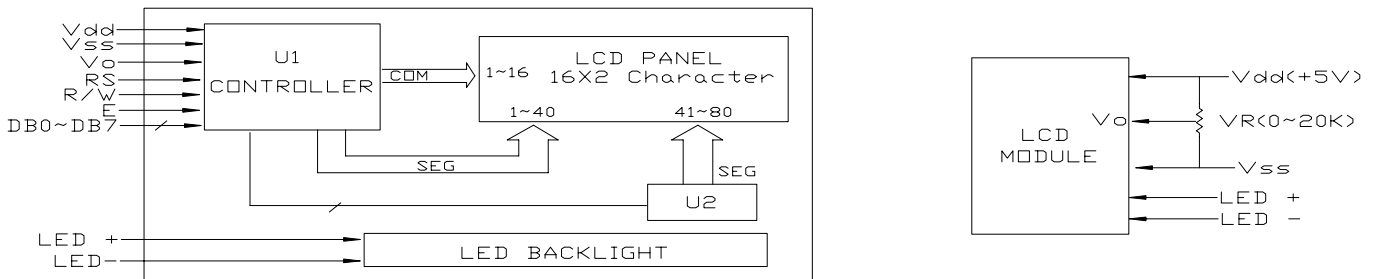 Vdd
Vss
Vo
RS
R/W
E
DB0~DB7
U1
CONTROLLER
COM
LCD PANEL
1~16
16X2 Character
1~40
41~80
SEG
SEG
U2
LED +
LED-
LED BACKLIGHT
LCD
MODULE
Vdd(+5V)
Vo
VR(0~20K)
Vss
LED +
LED -